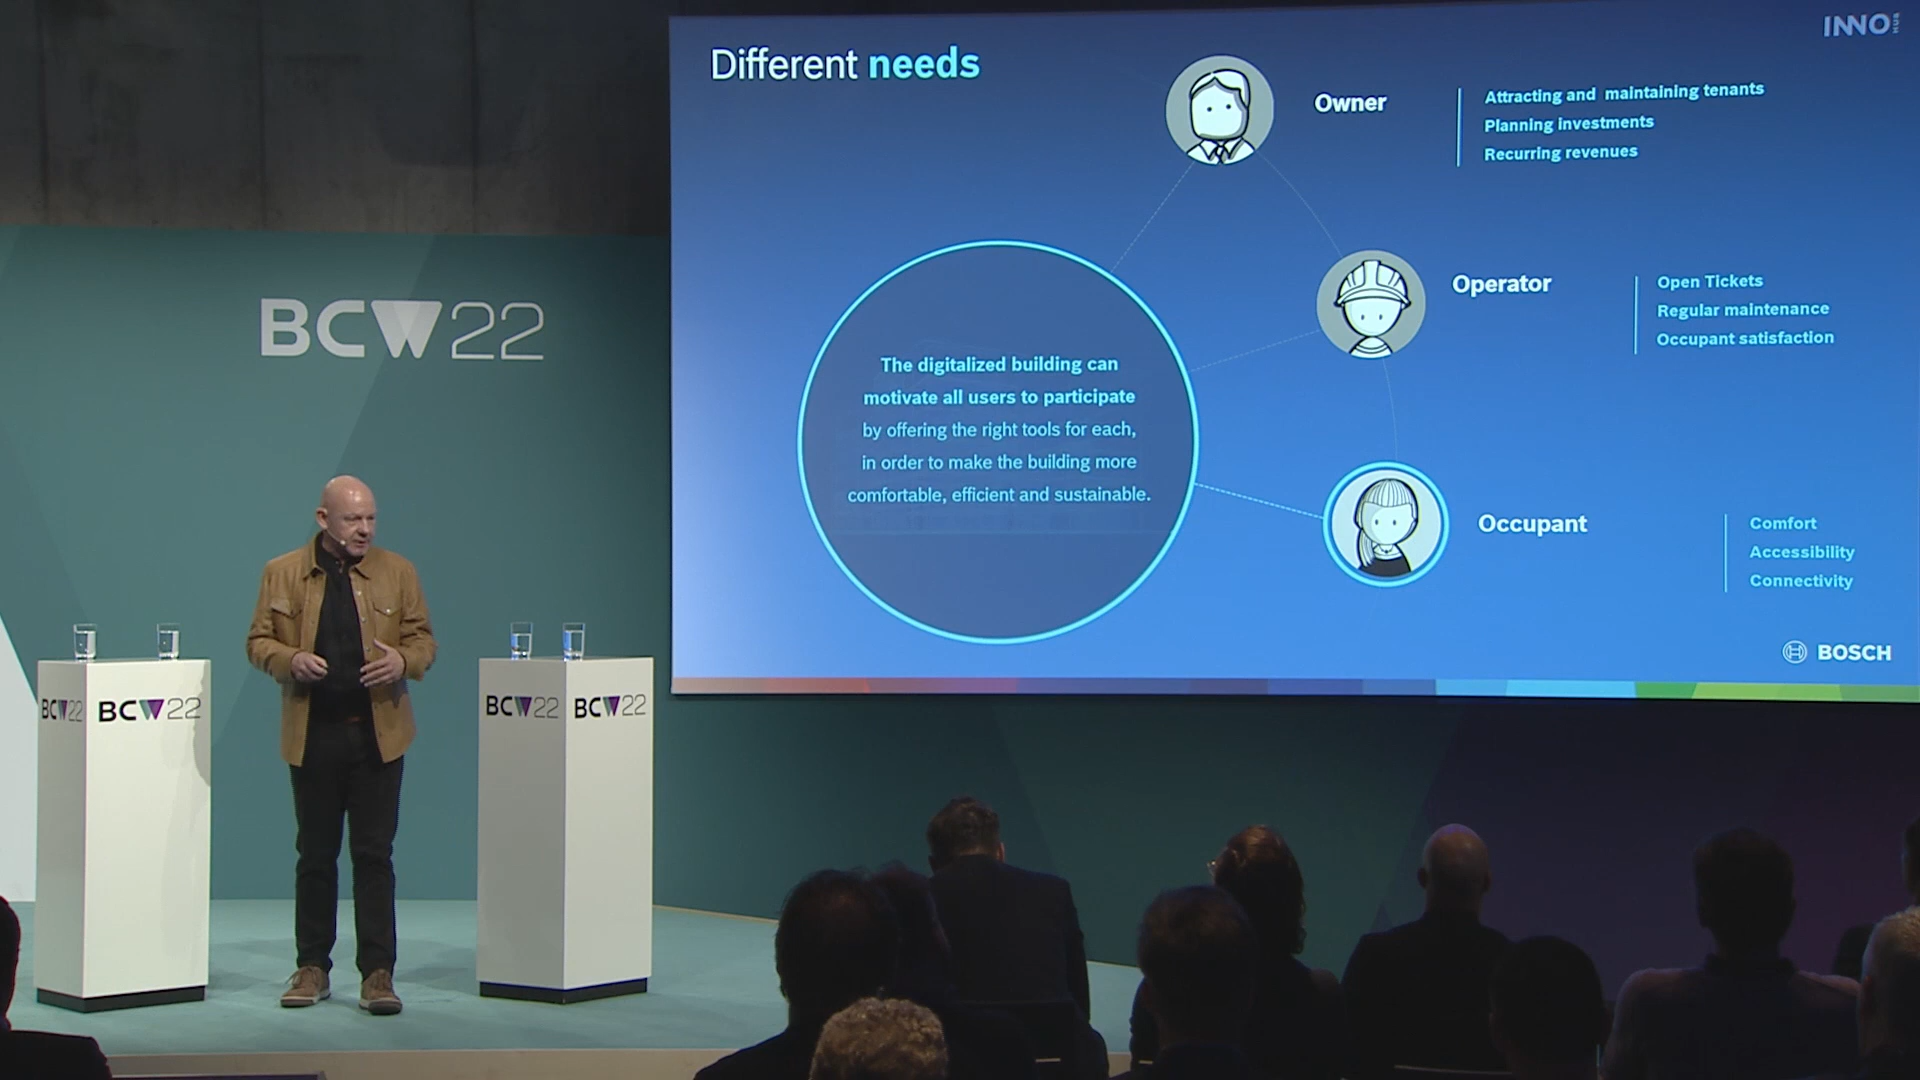 INNO
HUB
Different needs
Owner
Attracting and maintaining tenants
Planning investments
Recurring revenues
Operator
Open Tickets
Regular maintenance
Occupant satisfaction
The digitalized building can
motivate all users to participate
by offering the right tools for each,
in order to make the building more
comfortable, efficient and sustainable.
Occupant
Comfort
Accessibility
Connectivity
BOSCH
BCW22
BCW22
BCW22
BCW22
BCW22